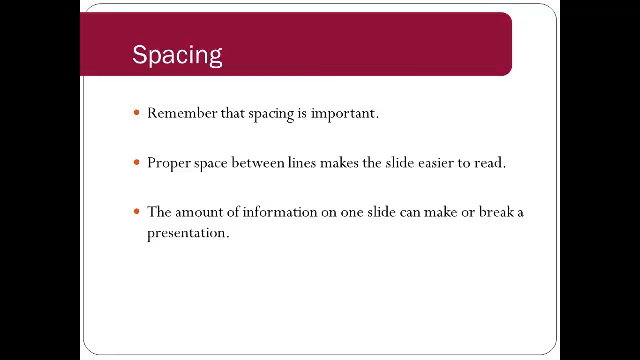 Spacing
• Remember that spacing is important.
• Proper space between lines makes the slide easier to read.
• The amount of information on one slide can make or break a
presentation.